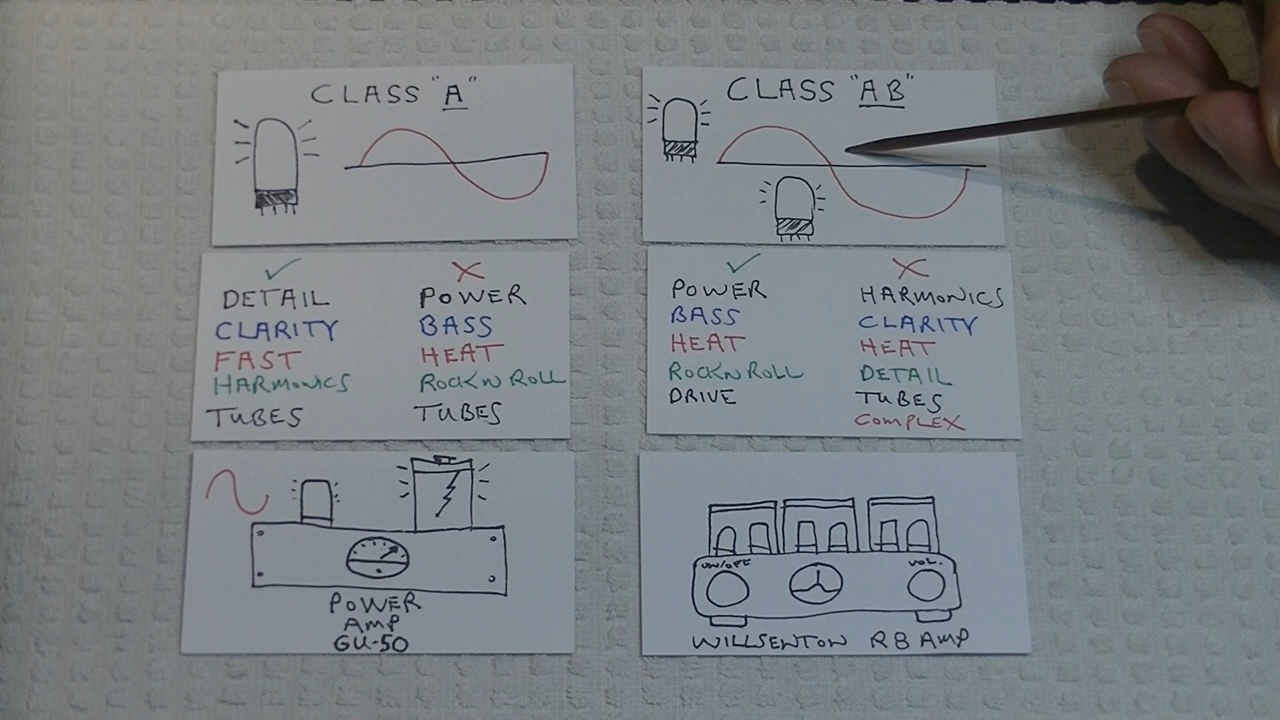 CLASS "A"
CLASS "AB"
✓ ✗
DETAIL POWER
CLARITY BASS
FAST HEAT
HARMONICS ROCK N ROLL
TUBES TUBES
✓ ✗
POWER HARMONICS
BASS CLARITY
HEAT HEAT
ROCK N ROLL DETAIL
DRIVE TUBES
COMPLEX
POWER
AMP
GU-50
ON/OFF VOL.
WILLSENTON R8 AMP